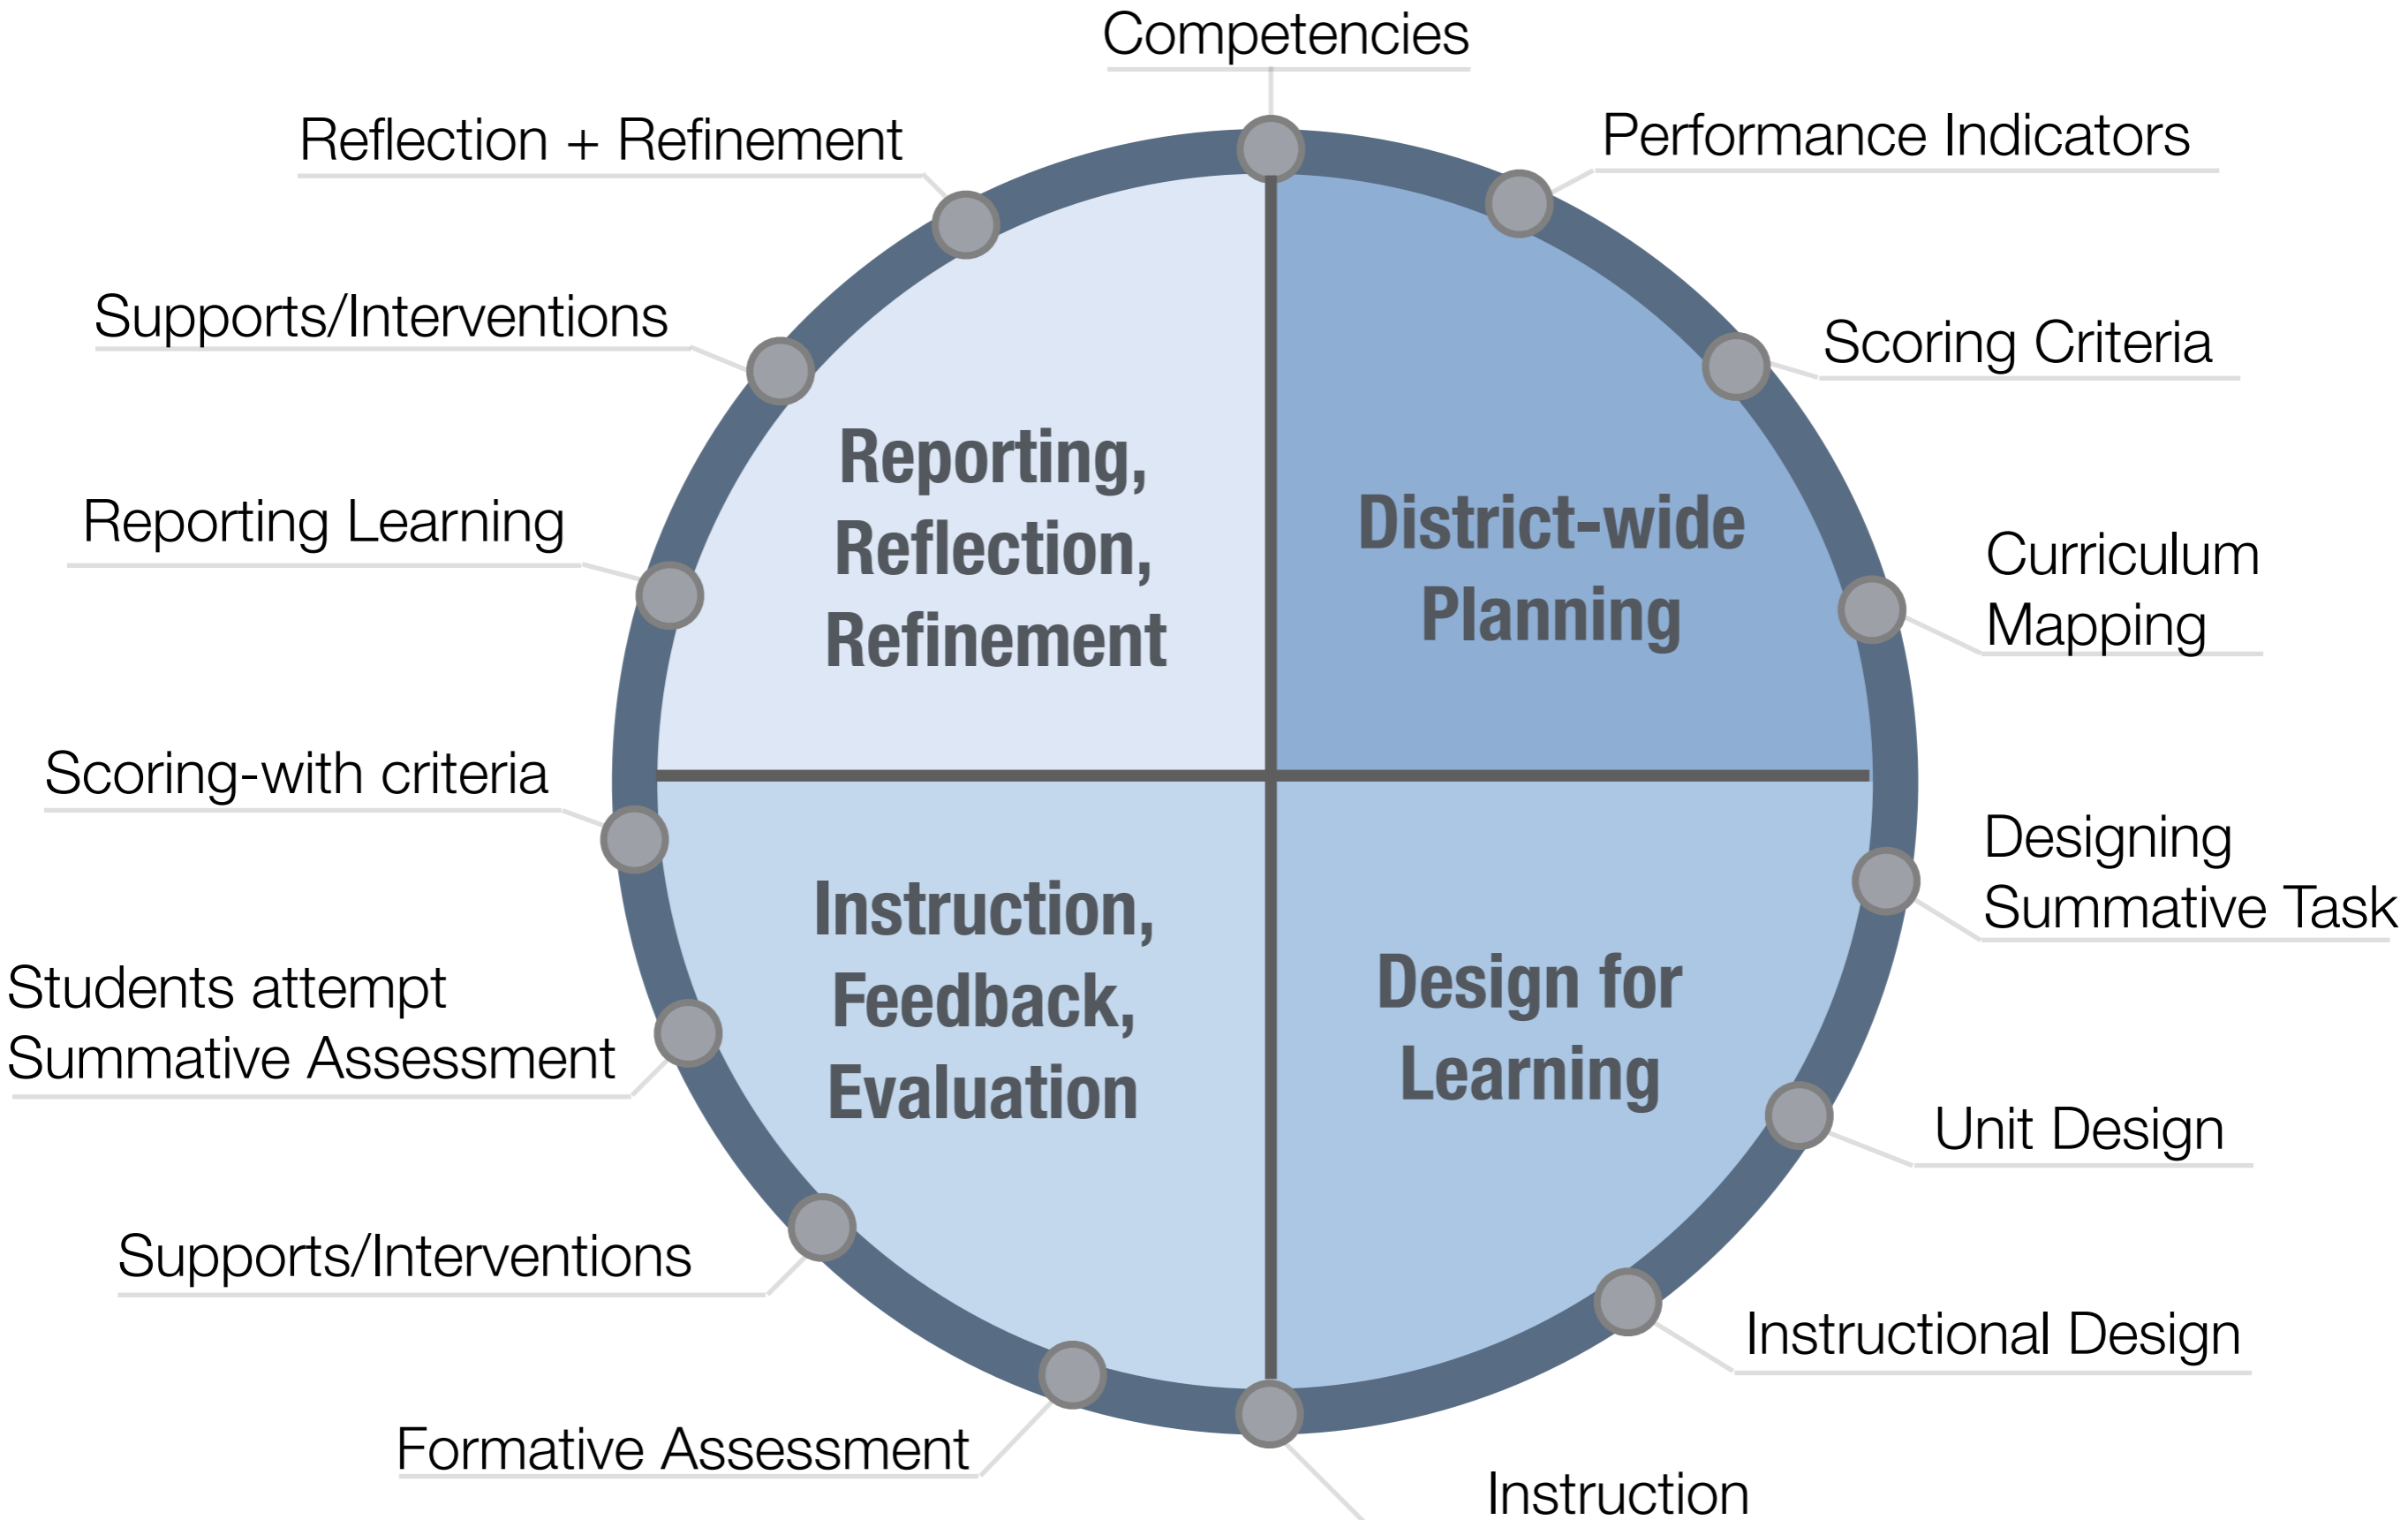 Competencies
Performance Indicators
Scoring Criteria
Curriculum
Mapping
Designing
Summative Task
Unit Design
Instructional Design
Instruction
Formative Assessment
Supports/Interventions
Students attempt
Summative Assessment
Scoring-with criteria
Reporting Learning
Supports/Interventions
Reflection + Refinement
Reporting,
Reflection,
Refinement
District-wide
Planning
Instruction,
Feedback,
Evaluation
Design for
Learning